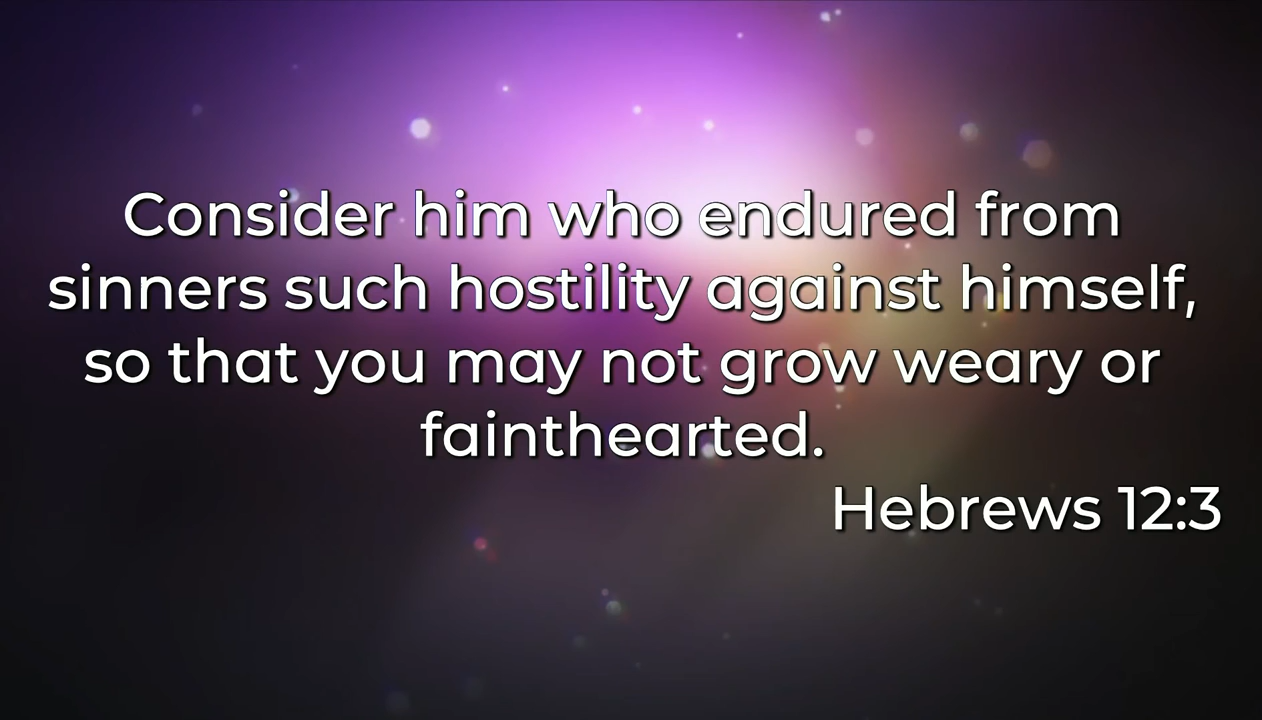 Consider him who endured from
sinners such hostility against himself,
so that you may not grow weary or
fainthearted.
Hebrews 12:3